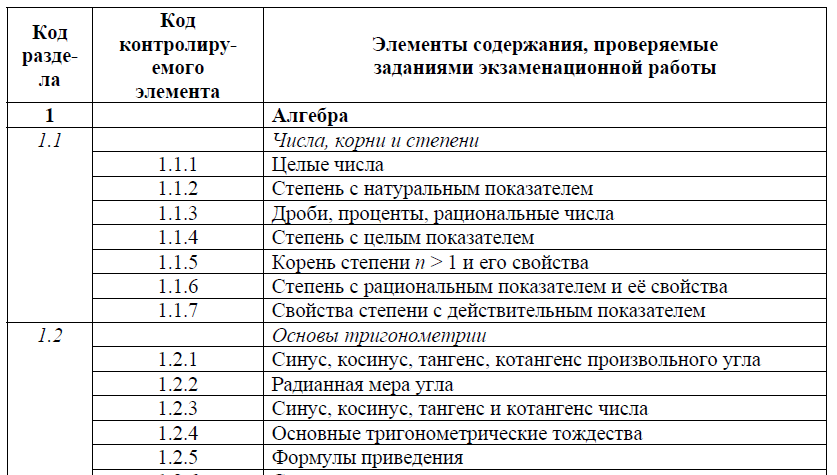 Код
разде-
ла
Код
контролиру-
емого
элемента
Элементы содержания, проверяемые
заданиями экзаменационной работы
1 Алгебра
1.1 Числа, корни и степени
1.1.1 Целые числа
1.1.2 Степень с натуральным показателем
1.1.3 Дроби, проценты, рациональные числа
1.1.4 Степень с целым показателем
1.1.5 Корень степени n > 1 и его свойства
1.1.6 Степень с рациональным показателем и её свойства
1.1.7 Свойства степени с действительным показателем
1.2 Основы тригонометрии
1.2.1 Синус, косинус, тангенс, котангенс произвольного угла
1.2.2 Радианная мера угла
1.2.3 Синус, косинус, тангенс и котангенс числа
1.2.4 Основные тригонометрические тождества
1.2.5 Формулы приведения